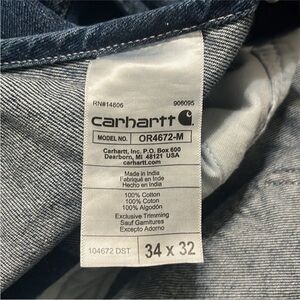 RN#14806 906095
carhartt
MODEL NO. OR4672-M
Carhartt, Inc. P.O. Box 600
Dearborn, MI 48121 USA
carhartt.com
Made in India
Fabriqué en Inde
Hecho en India
100% Cotton
100% Coton
100% Algodón
Exclusive Trimming
Sauf Garnitures
Excepto Adorno
104672 DST 34 x 32